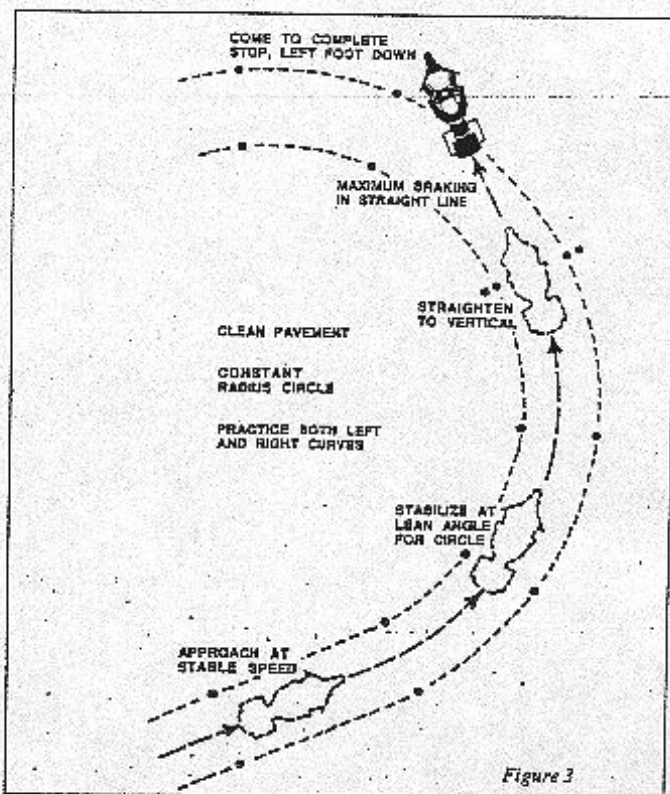 COME TO COMPLETE
STOP, LEFT FOOT DOWN
MAXIMUM BRAKING
IN STRAIGHT LINE
STRAIGHTEN
TO VERTICAL
CLEAN PAVEMENT
CONSTANT
RADIUS CIRCLE
PRACTICE BOTH LEFT
AND RIGHT CURVES
STABILIZE AT
LEAN ANGLE
FOR CIRCLE
APPROACH AT
STABLE SPEED
Figure 3